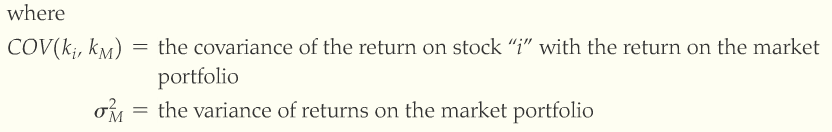 where
COV(kᵢ, k_M) = the covariance of the return on stock “i” with the return on the market
portfolio
σ²_M = the variance of returns on the market portfolio